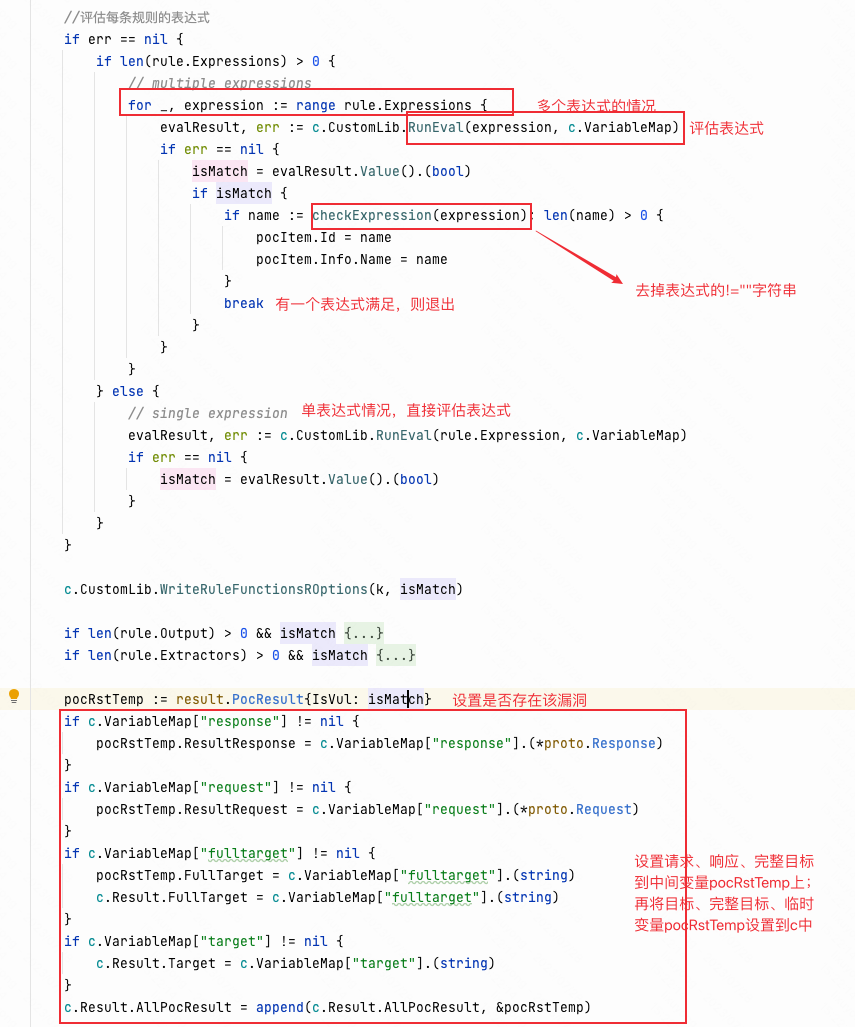 //评估每条规则的表达式
if err == nil {
if len(rule.Expressions) > 0 {
// multiple expressions
for _, expression := range rule.Expressions { 多个表达式的情况
evalResult, err := c.CustomLib.RunEval(expression, c.VariableMap) 评估表达式
if err == nil {
isMatch = evalResult.Value().(bool)
if isMatch {
if name := checkExpression(expression); len(name) > 0 {
pocItem.Id = name
pocItem.Info.Name = name
}
去掉表达式的!=""字符串
break 有一个表达式满足，则退出
}
}
}
} else {
// single expression 单表达式情况，直接评估表达式
evalResult, err := c.CustomLib.RunEval(rule.Expression, c.VariableMap)
if err == nil {
isMatch = evalResult.Value().(bool)
}
}
}
c.CustomLib.WriteRuleFunctionsROptions(k, isMatch)
if len(rule.Output) > 0 && isMatch {...}
if len(rule.Extractors) > 0 && isMatch {...}
pocRstTemp := result.PocResult{IsVul: isMatch} 设置是否存在该漏洞
if c.VariableMap["response"] != nil {
pocRstTemp.ResultResponse = c.VariableMap["response"].(*proto.Response)
}
if c.VariableMap["request"] != nil {
pocRstTemp.ResultRequest = c.VariableMap["request"].(*proto.Request)
}
if c.VariableMap["fulltarget"] != nil {
pocRstTemp.FullTarget = c.VariableMap["fulltarget"].(string)
c.Result.FullTarget = c.VariableMap["fulltarget"].(string)
}
if c.VariableMap["target"] != nil {
c.Result.Target = c.VariableMap["target"].(string)
}
c.Result.AllPocResult = append(c.Result.AllPocResult, &pocRstTemp)
设置请求、响应、完整目标
到中间变量pocRstTemp上；
再将目标、完整目标、临时
变量pocRstTemp设置到c中